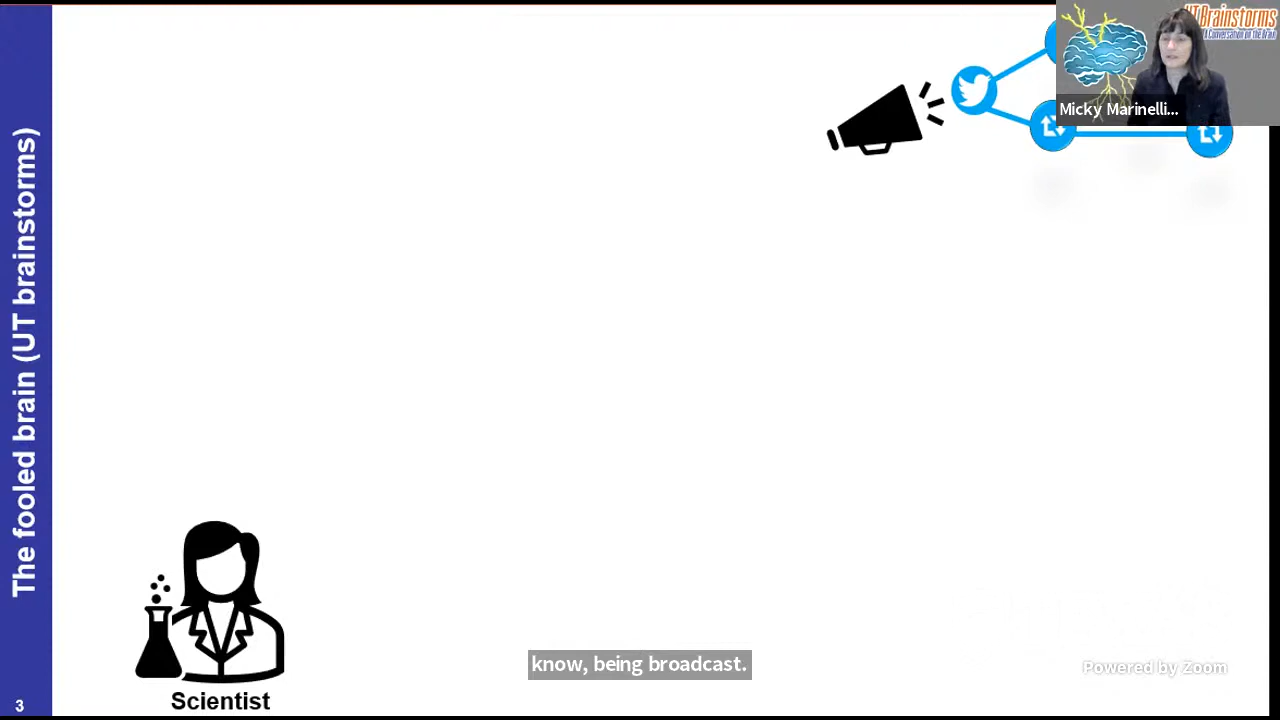 The fooled brain (UT brainstorms)
UTBrainstorms
A Conversation on the Brain
Micky Marinelli...
Scientist
know, being broadcast.
Powered by Zoom
3